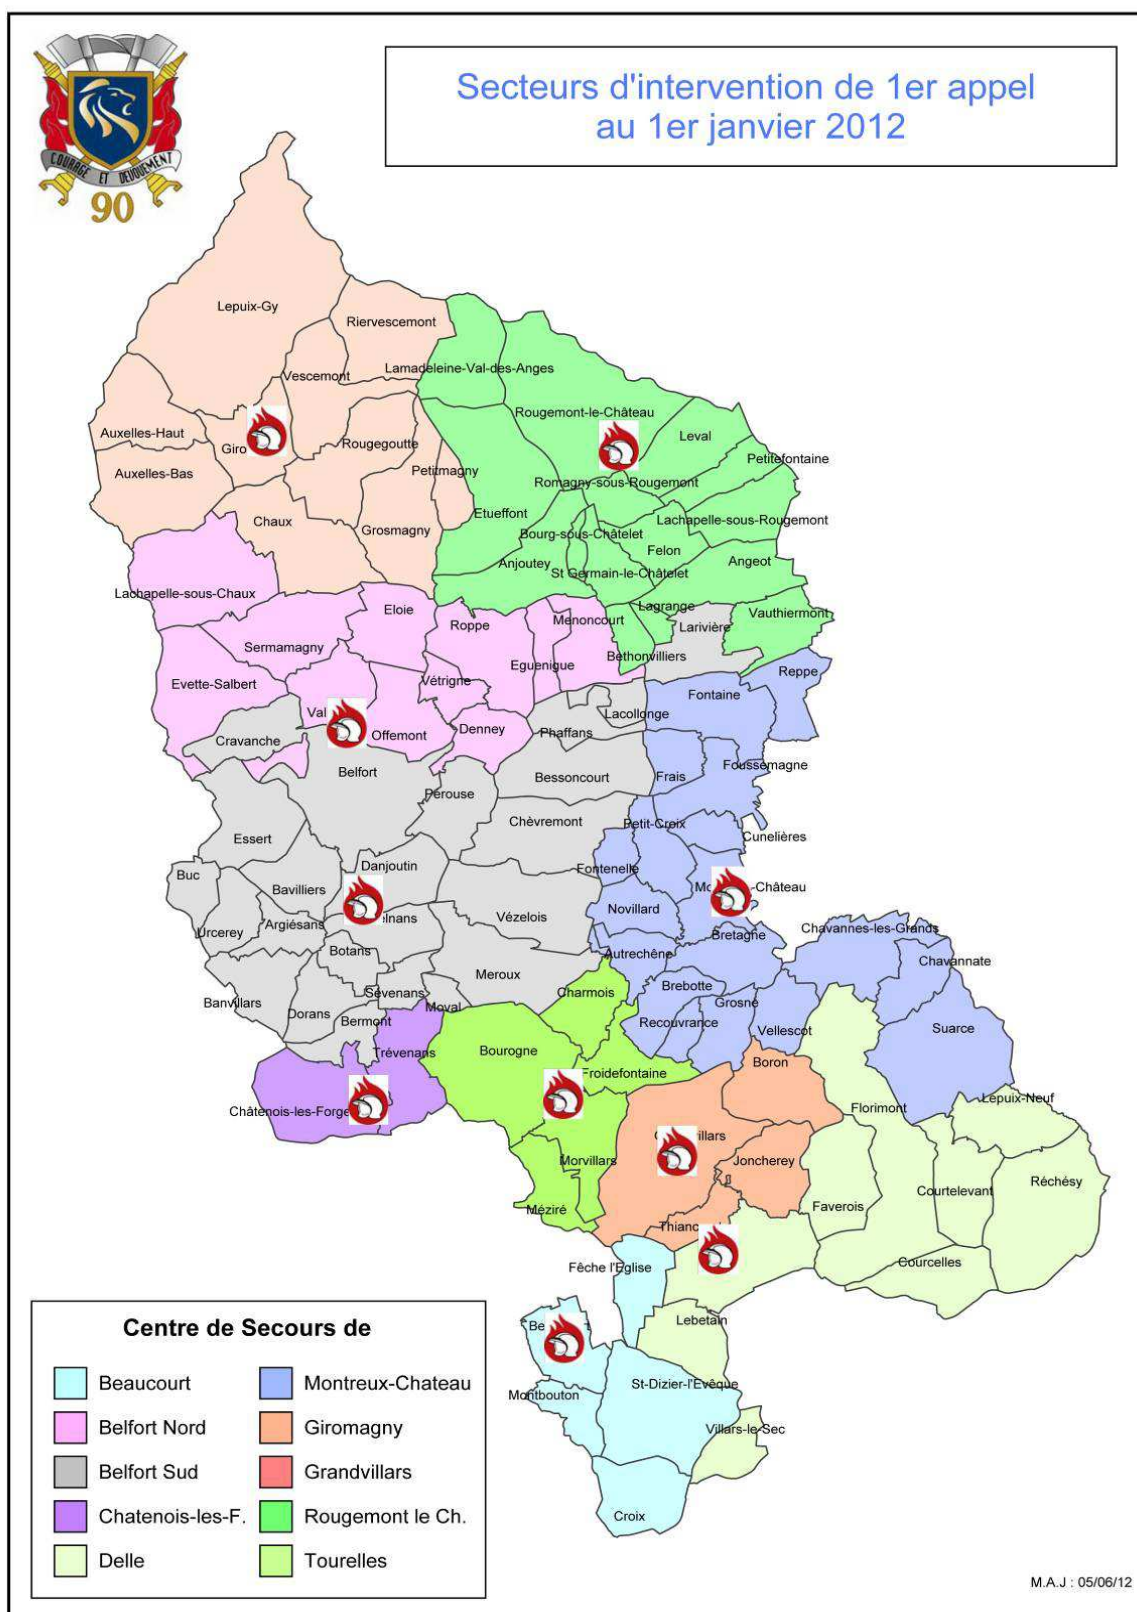 Secteurs d'intervention de 1er appel
au 1er janvier 2012
COURAGE ET DEVOUEMENT
90
Lepuix-Gy
Riervescemont
Vescemont
Lamadeleine-Val-des-Anges
Auxelles-Haut
Giro
Rougegoutte
Rougemont-le-Château
Leval
Auxelles-Bas
Petitmagny
Petitefontaine
Romagny-sous-Rougemont
Etueffont
Chaux
Grosmagny
Lachapelle-sous-Rougemont
Bourg-sous-Châtelet
Felon
Anjoutey
St Germain-le-Châtelet
Angeot
Lachapelle-sous-Chaux
Eloie
Lagrange
Vauthiermont
Roppe
Menoncourt
Larivière
Sermamagny
Eguenigue
Bethonvilliers
Reppe
Evette-Salbert
Vétrigne
Fontaine
Val
Offemont
Denney
Lacollonge
Cravanche
Phaffans
Belfort
Bessoncourt
Frais
Foussemagne
Pérouse
Essert
Chèvremont
Petit-Croix
Cunelières
Danjoutin
Fontenelle
Buc
Bavilliers
Mo
-Château
Novillard
Urcerey
Argiésans
elnans
Vézelois
Bretagne
Chavannes-les-Grands
Botans
Autrechêne
Chavannate
Meroux
Banvillars
Sévenans
Charmois
Brebotte
Dorans
Moval
Grosne
Bermont
Recouvrance
Vellescot
Suarce
Trévenans
Bourogne
Boron
Froidefontaine
Châtenois-les-Forge
Florimont
Lepuix-Neuf
villars
Morvillars
Joncherey
Courtelevant
Réchésy
Méziré
Faverois
Thianc
Fêche l'Eglise
Courcelles
Be
Lebetain
Montbouton
St-Dizier-l'Evêque
Villars-le-Sec
Croix
Centre de Secours de
Beaucourt
Montreux-Chateau
Belfort Nord
Giromagny
Belfort Sud
Grandvillars
Chatenois-les-F.
Rougemont le Ch.
Delle
Tourelles
M.A.J : 05/06/12